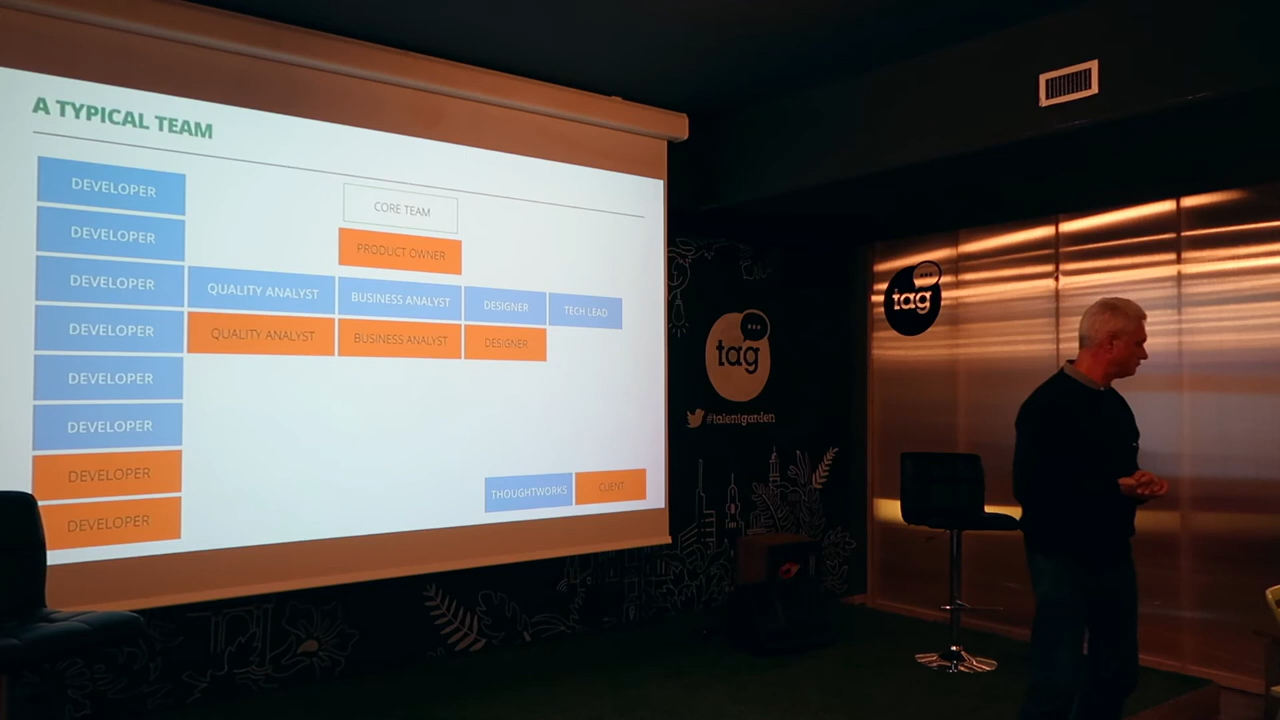 A TYPICAL TEAM
DEVELOPER
CORE TEAM
DEVELOPER
PRODUCT OWNER
DEVELOPER
QUALITY ANALYST
BUSINESS ANALYST
DESIGNER
TECH LEAD
DEVELOPER
QUALITY ANALYST
BUSINESS ANALYST
DESIGNER
DEVELOPER
DEVELOPER
DEVELOPER
DEVELOPER
THOUGHTWORKS
CLIENT
tag
#talentgarden
tag